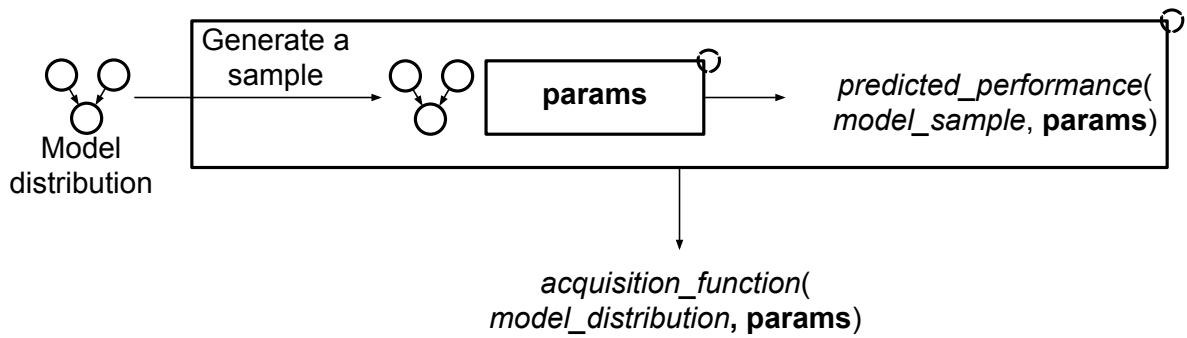 Generate a
sample
Model
distribution
params
predicted_performance(
model_sample, params)
acquisition_function(
model_distribution, params)